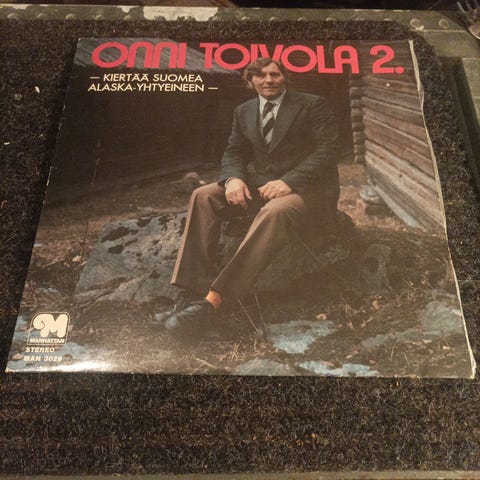 ONNI TOIVOLA 2.
— KIERTÄÄ SUOMEA
ALASKA-YHTYEINEEN —
M
MANHATTAN
STEREO
MAN 3029